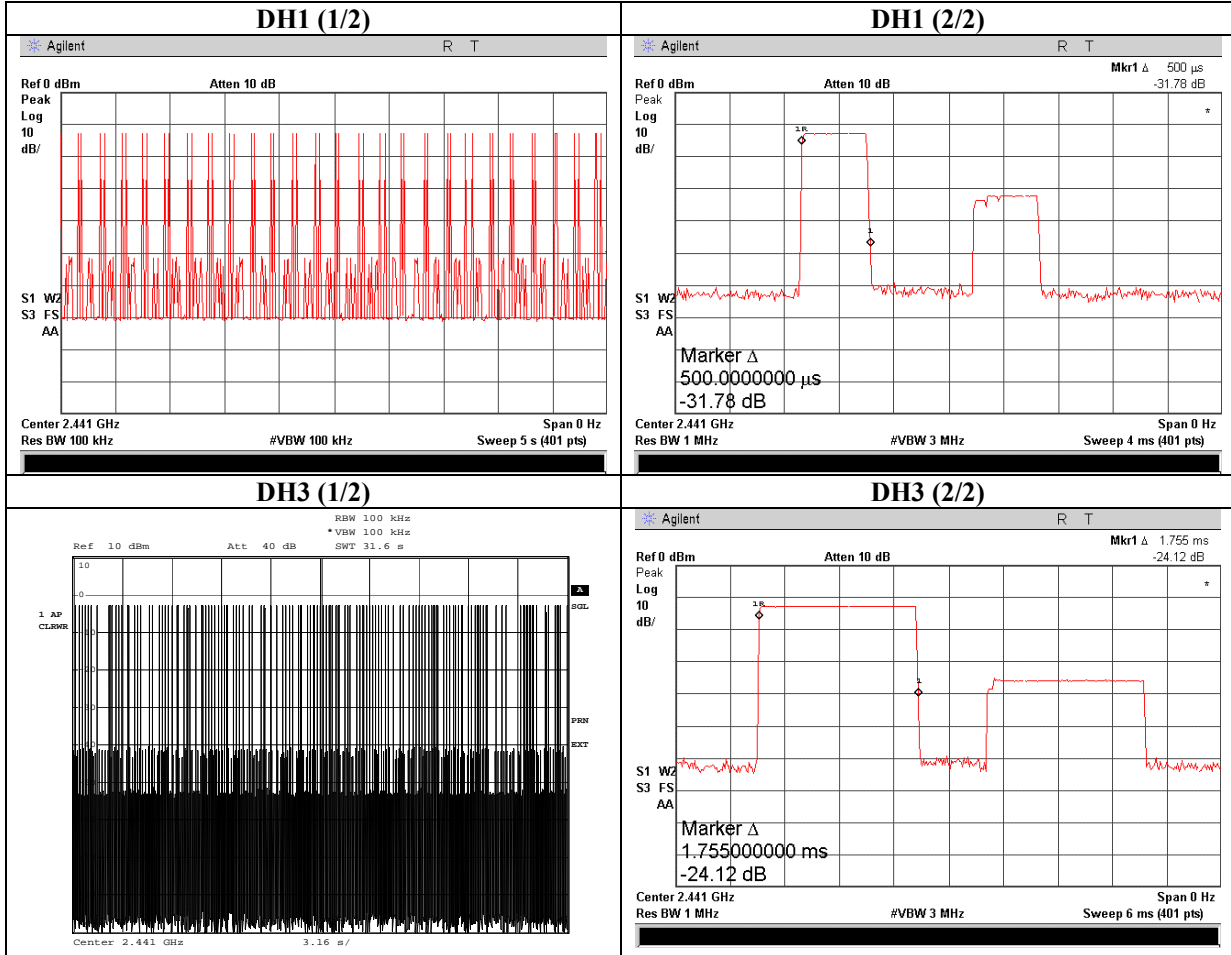 DH1 (1/2)
Agilent R T
Ref 0 dBm Atten 10 dB
Peak
Log
10
dB/
S1 W2
S3 FS
AA
Center 2.441 GHz Span 0 Hz
Res BW 100 kHz #VBW 100 kHz Sweep 5 s (401 pts)
DH1 (2/2)
Agilent R T
Mkr1 Δ 500 μs
Ref 0 dBm Atten 10 dB -31.78 dB
Peak
Log
10
dB/
*
1R
1
S1 W2
S3 FS
AA
Marker Δ
500.0000000 μs
-31.78 dB
Center 2.441 GHz Span 0 Hz
Res BW 1 MHz #VBW 3 MHz Sweep 4 ms (401 pts)
DH3 (1/2)
RBW 100 kHz
*VBW 100 kHz
Ref 10 dBm Att 40 dB SWT 31.6 s
10
0
A
SGL
1 AP
CLRWR
-10
-20
-30
PRN
-40
EXT
Center 2.441 GHz 3.16 s/
DH3 (2/2)
Agilent R T
Mkr1 Δ 1.755 ms
Ref 0 dBm Atten 10 dB -24.12 dB
Peak
Log
10
dB/
*
1R
1
S1 W2
S3 FS
AA
Marker Δ
1.755000000 ms
-24.12 dB
Center 2.441 GHz Span 0 Hz
Res BW 1 MHz #VBW 3 MHz Sweep 6 ms (401 pts)